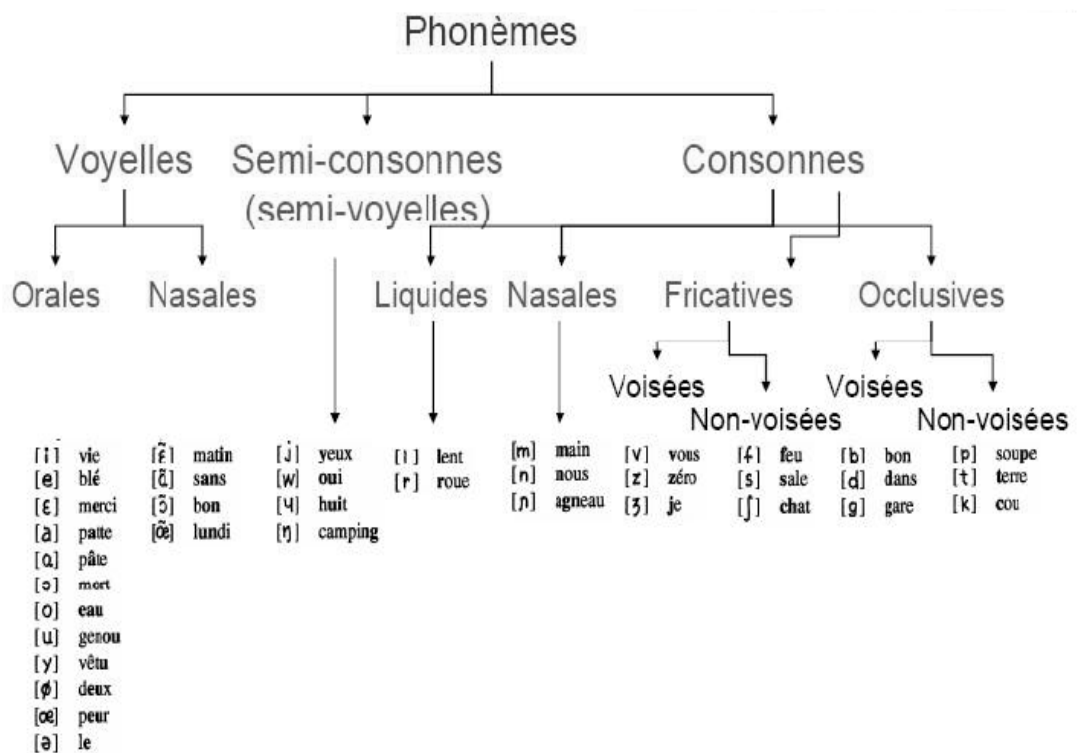 Phonèmes
Voyelles
Semi-consonnes
(semi-voyelles)
Consonnes
Orales
Nasales
Liquides
Nasales
Fricatives
Occlusives
Voisées
Non-voisées
Voisées
Non-voisées
[i] vie
[e] blé
[ɛ] merci
[a] patte
[ɑ] pâte
[ɔ] mort
[o] eau
[u] genou
[y] vêtu
[ø] deux
[œ] peur
[ə] le
[ɛ̃] matin
[ɑ̃] sans
[ɔ̃] bon
[œ̃] lundi
[j] yeux
[w] oui
[ɥ] huit
[ŋ] camping
[l] lent
[r] roue
[m] main
[n] nous
[ɲ] agneau
[v] vous
[z] zéro
[ʒ] je
[f] feu
[s] sale
[ʃ] chat
[b] bon
[d] dans
[g] gare
[p] soupe
[t] terre
[k] cou